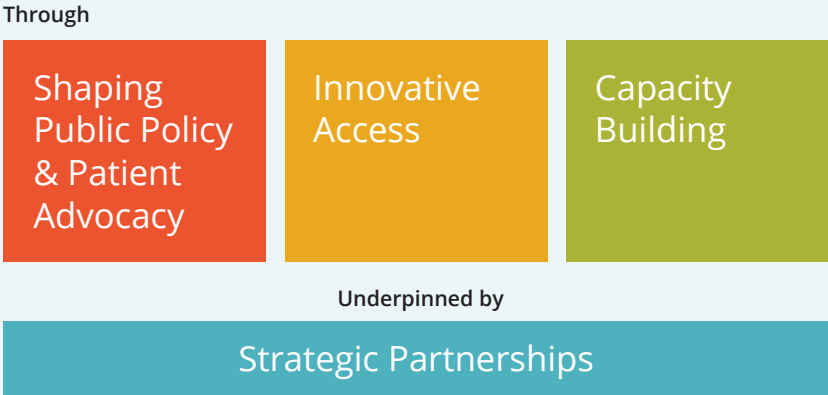 Through
Shaping
Public Policy
& Patient
Advocacy
Innovative
Access
Capacity
Building
Underpinned by
Strategic Partnerships